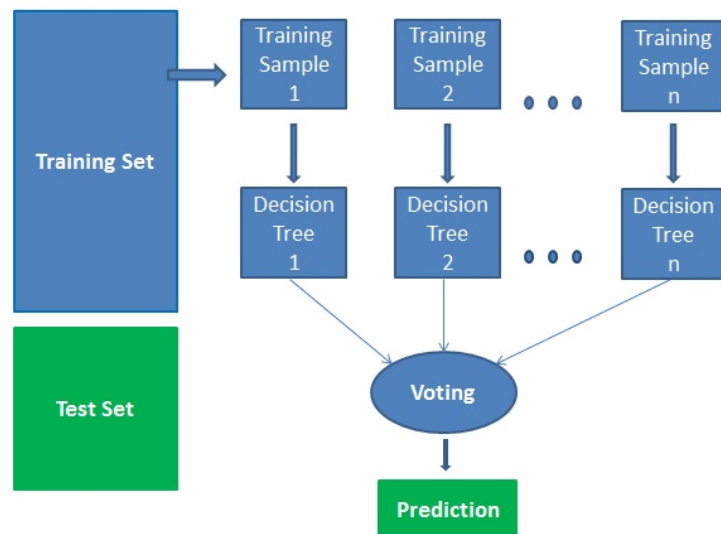 Training
Sample
1
Training
Sample
2
Training
Sample
n
Training Set
Decision
Tree
1
Decision
Tree
2
Decision
Tree
n
Test Set
Voting
Prediction